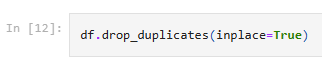 In [12]: df.drop_duplicates(inplace=True)